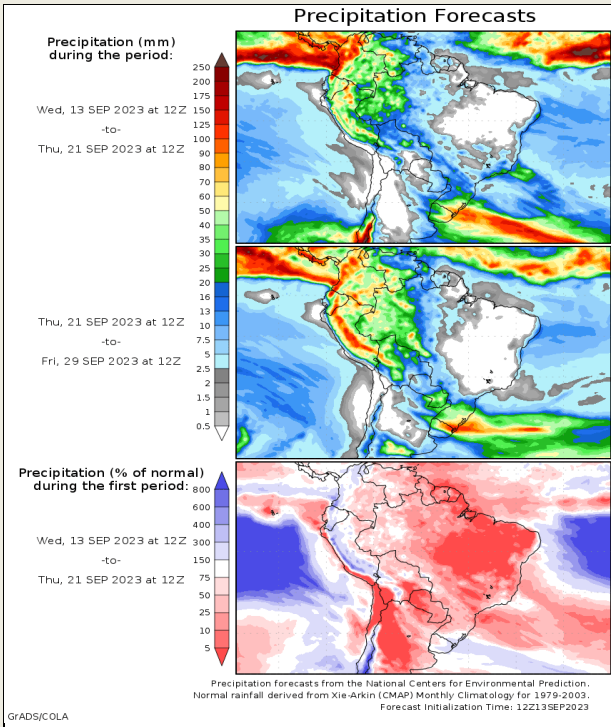 Precipitation Forecasts
Precipitation (mm)
during the period:
250
200
175
150
125
100
90
80
70
60
50
40
35
30
25
20
16
13
10
7.5
5
2.5
2
1.5
1
0.5
Wed, 13 SEP 2023 at 12Z
-to-
Thu, 21 SEP 2023 at 12Z
Thu, 21 SEP 2023 at 12Z
-to-
Fri, 29 SEP 2023 at 12Z
Precipitation (% of normal)
during the first period:
800
600
400
300
150
75
50
25
10
5
Wed, 13 SEP 2023 at 12Z
-to-
Thu, 21 SEP 2023 at 12Z
Precipitation forecasts from the National Centers for Environmental Prediction.
Normal rainfall derived from Xie-Arkin (CMAP) Monthly Climatology for 1979-2003.
Forecast Initialization Time: 12Z13SEP2023
GrADS/COLA